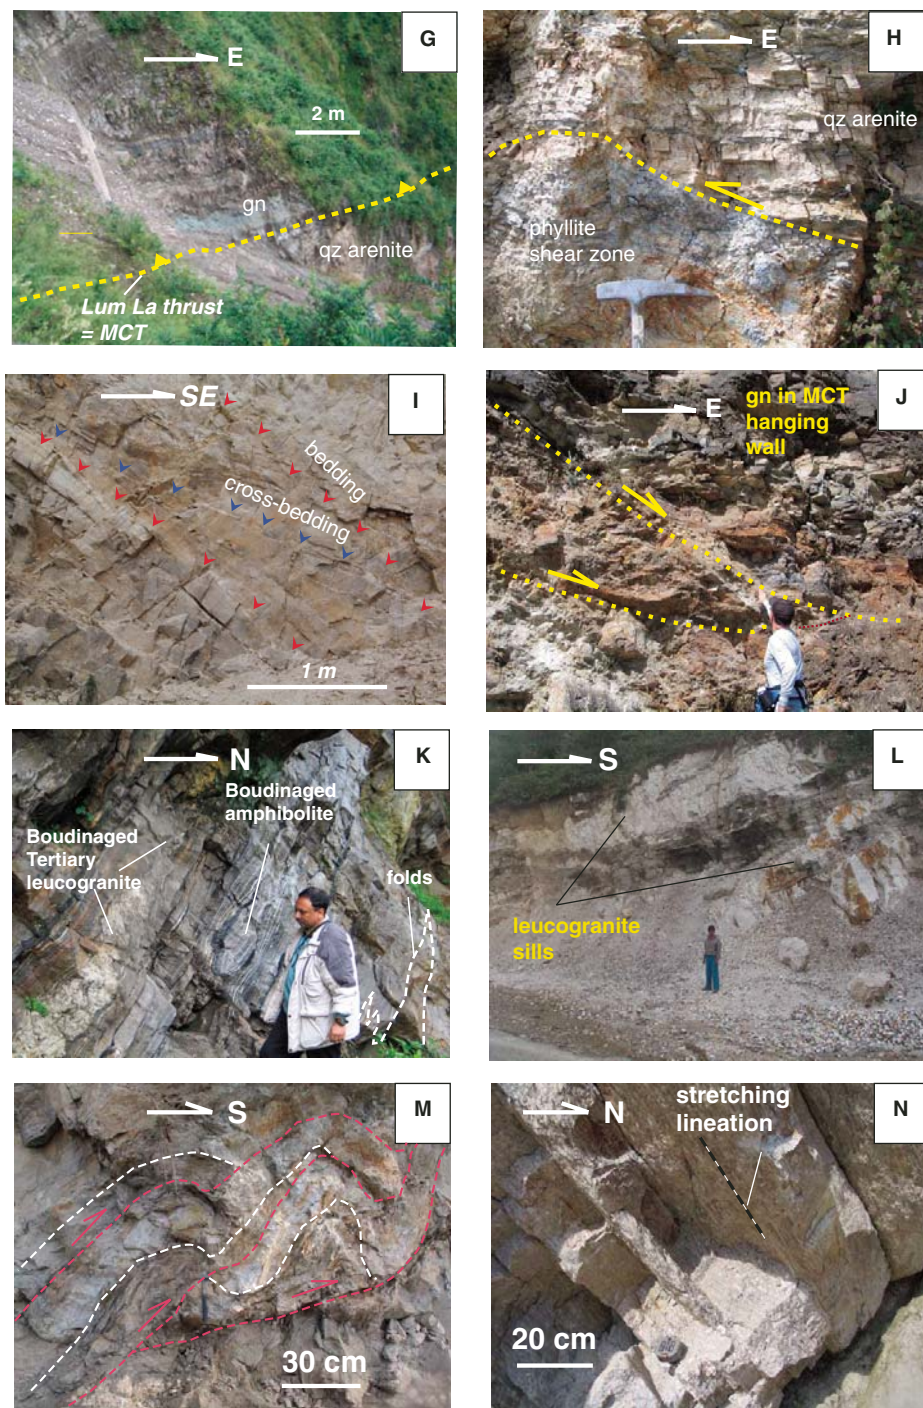 G
E
2 m
gn
qz arenite
Lum La thrust
= MCT
H
E
qz arenite
phyllite
shear zone
I
SE
bedding
cross-bedding
1 m
J
E
gn in MCT
hanging
wall
K
N
Boudinaged
amphibolite
Boudinaged
Tertiary
leucogranite
folds
L
S
leucogranite
sills
M
S
30 cm
N
N
stretching
lineation
20 cm